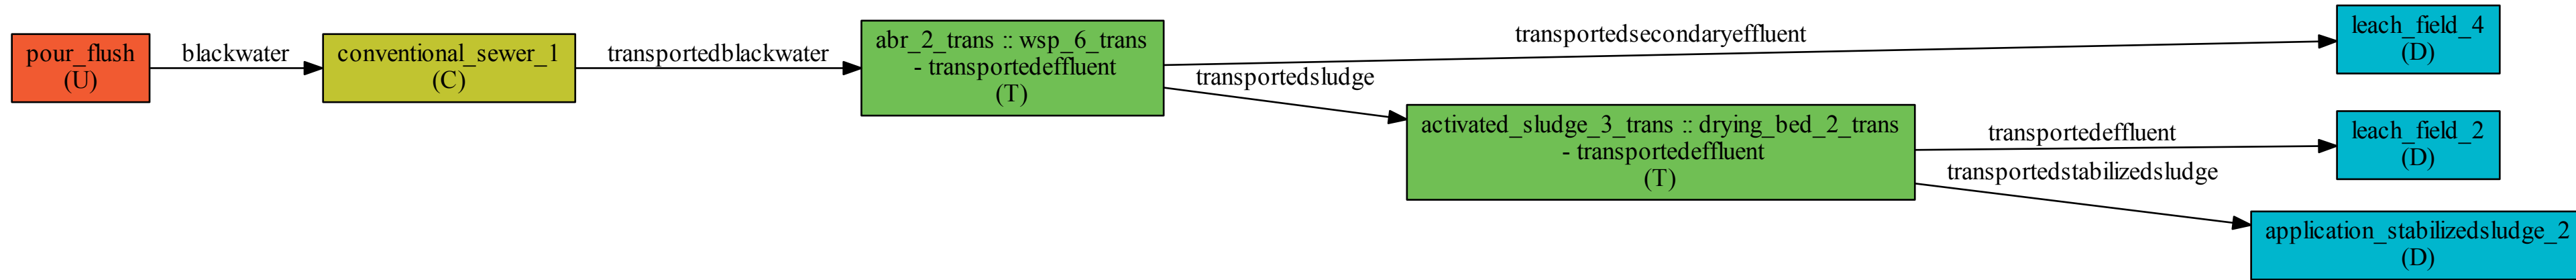 pour_flush
(U)
blackwater
conventional_sewer_1
(C)
transportedblackwater
abr_2_trans :: wsp_6_trans
- transportedeffluent
(T)
transportedsecondaryeffluent
transportedsludge
leach_field_4
(D)
activated_sludge_3_trans :: drying_bed_2_trans
- transportedeffluent
(T)
transportedeffluent
transportedstabilizedsludge
leach_field_2
(D)
application_stabilizedsludge_2
(D)